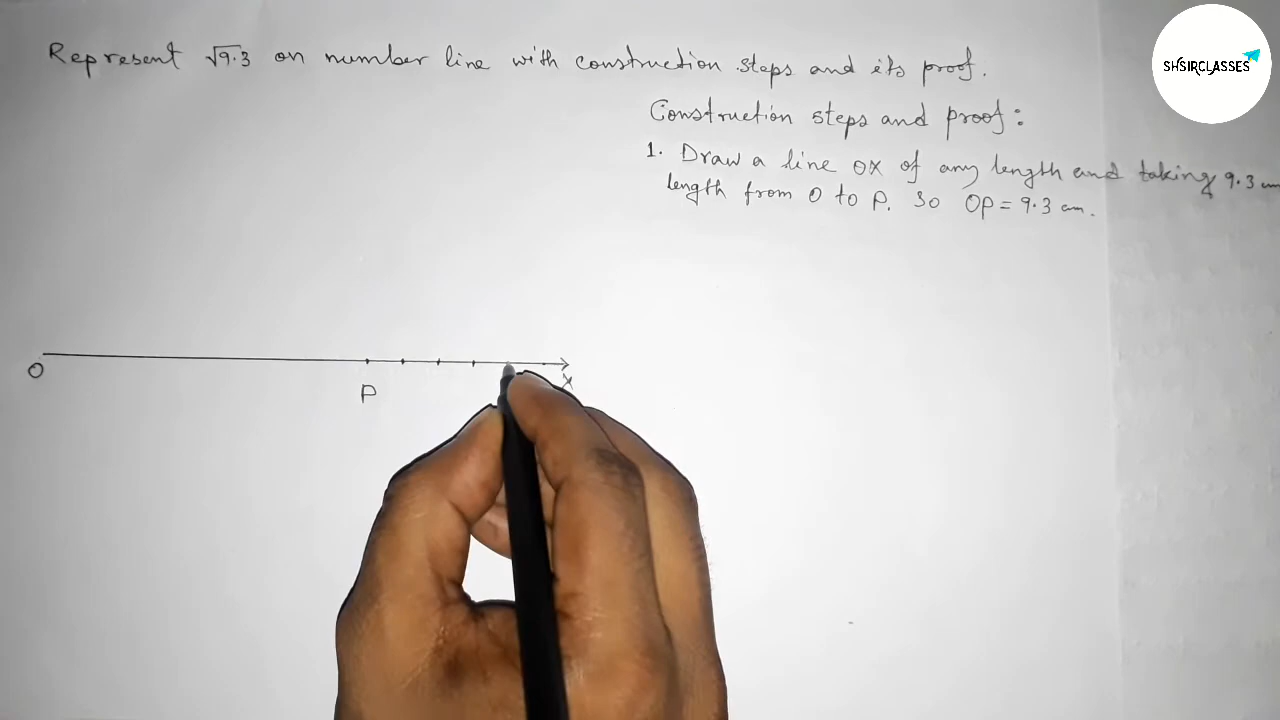 Represent √9.3 on number line with construction steps and its proof.
SHSIRCLASSES
Construction steps and proof :
1. Draw a line OX of any length and taking 9.3 cm
length from O to P. So OP = 9.3 cm.
O
P
X